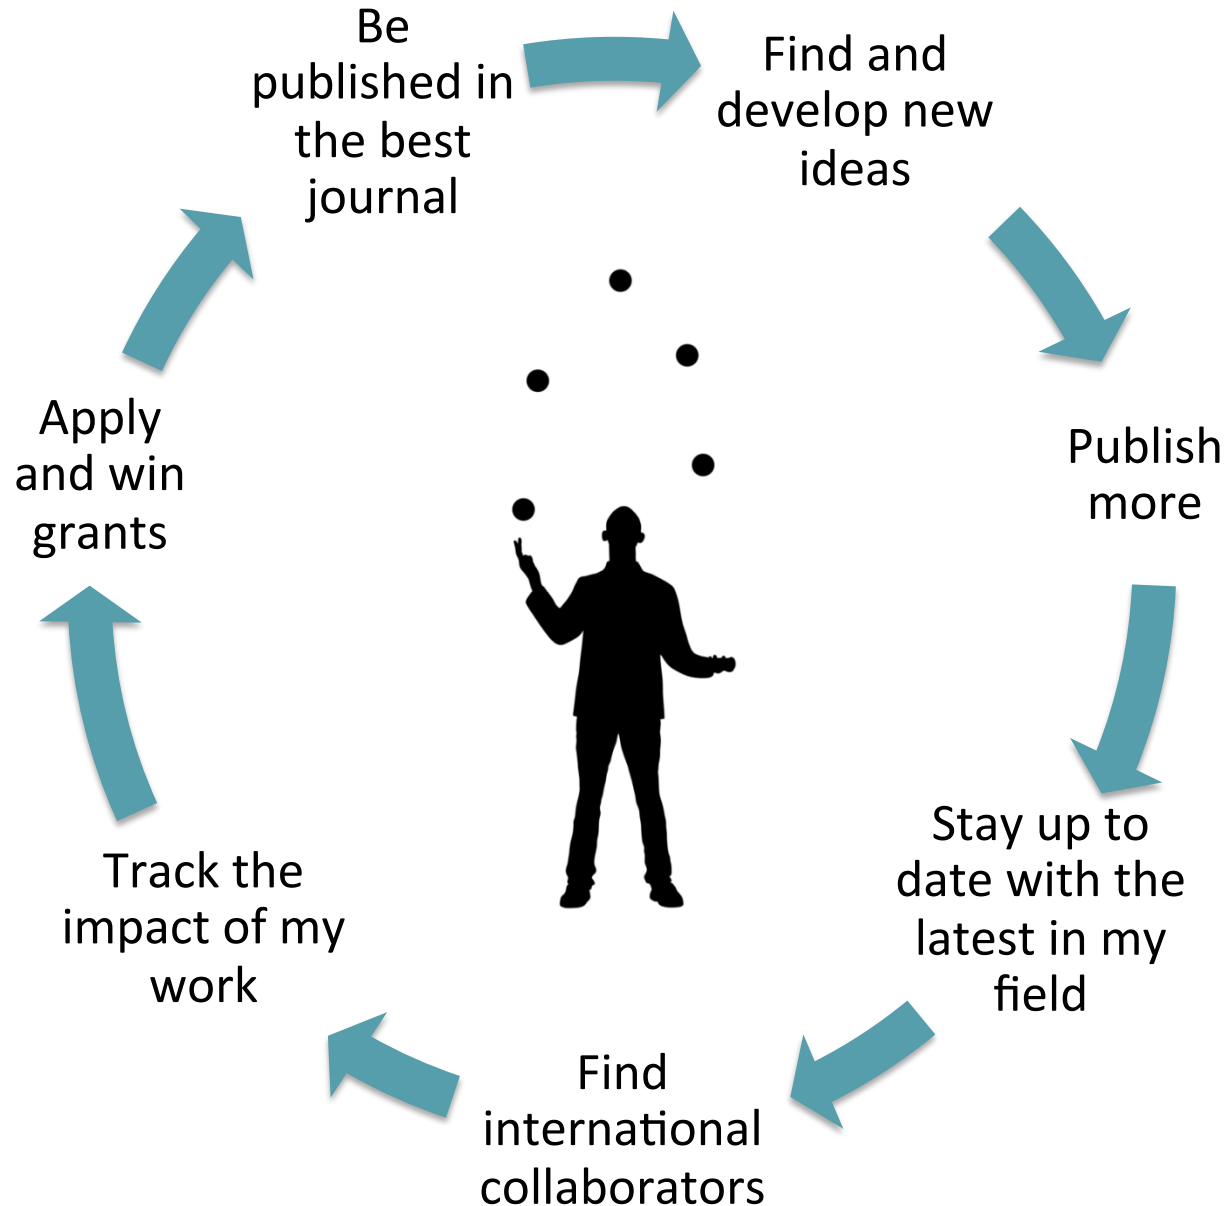 Be
published in
the best
journal
Find and
develop new
ideas
Publish
more
Stay up to
date with the
latest in my
field
Find
international
collaborators
Track the
impact of my
work
Apply
and win
grants